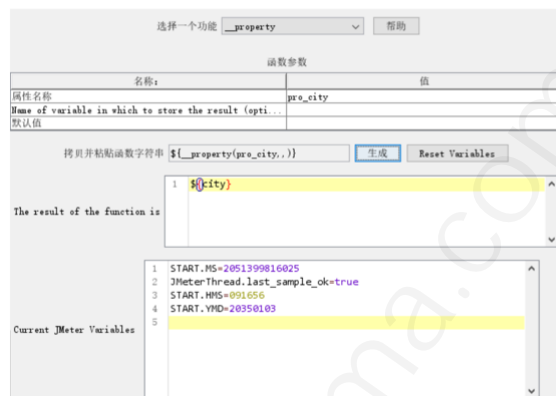 选择一个功能 __property 帮助
函数参数
名称: 值
属性名称 pro_city
Name of variable in which to store the result (opti...
默认值
拷贝并粘贴函数字符串 ${__property(pro_city,,)} 生成 Reset Variables
The result of the function is
1 ${city}
Current JMeter Variables
1 START.MS=2051399816025
2 JMeterThread.last_sample_ok=true
3 START.HMS=091656
4 START.YMD=20350103
5